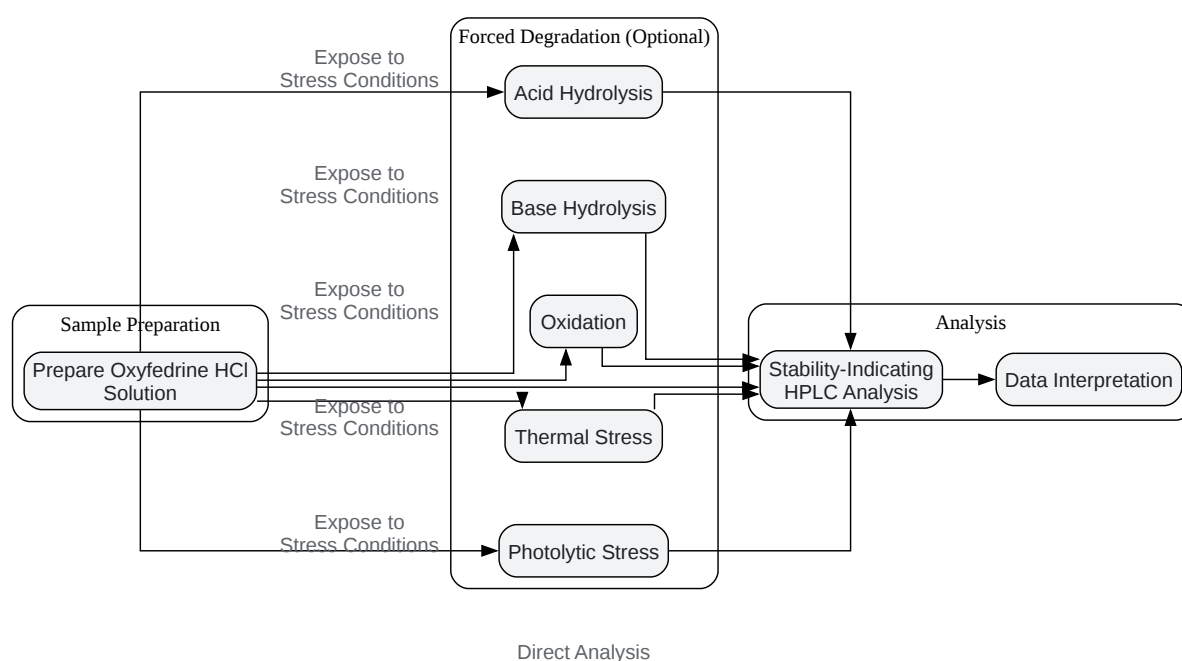 Forced Degradation (Optional)
Expose to
Stress Conditions
Acid Hydrolysis
Expose to
Stress Conditions
Base Hydrolysis
Expose to
Stress Conditions
Oxidation
Sample Preparation
Prepare Oxyfedrine HCl
Solution
Analysis
Stability-Indicating
HPLC Analysis
Data Interpretation
Expose to
Stress Conditions
Thermal Stress
Expose to
Stress Conditions
Photolytic Stress
Direct Analysis